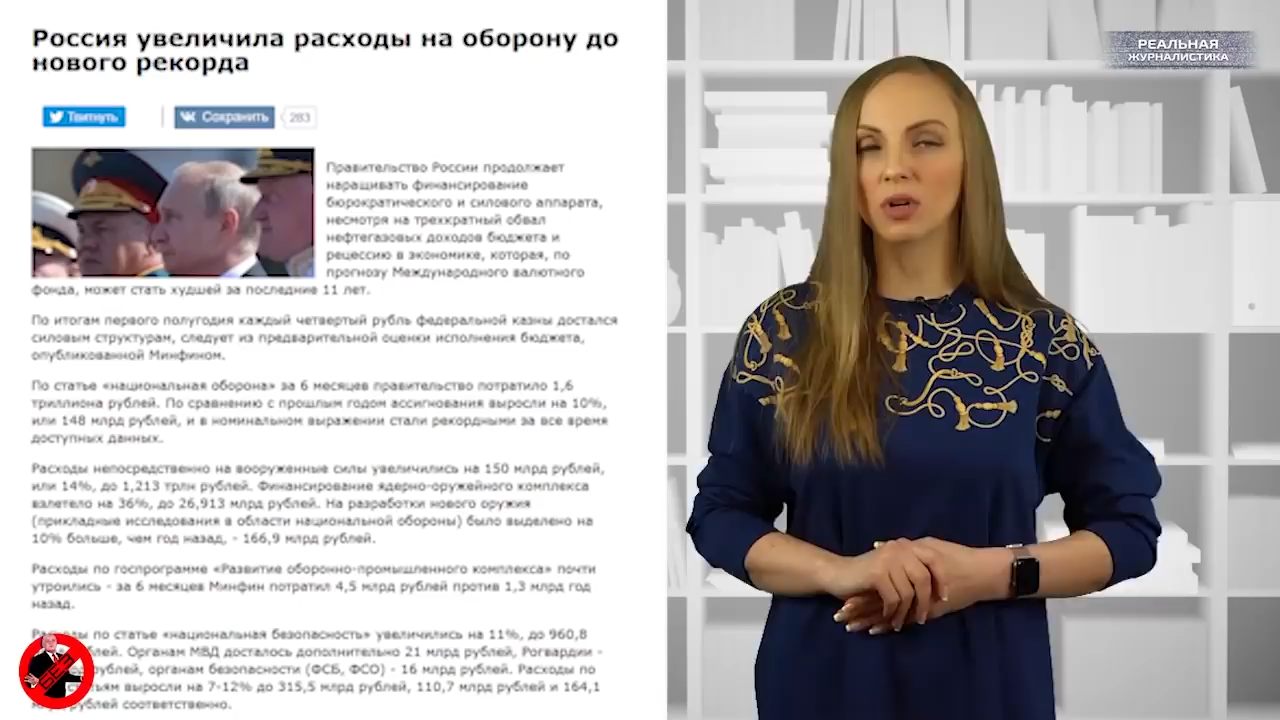 Россия увеличила расходы на оборону до
нового рекорда
РЕАЛЬНАЯ
ЖУРНАЛИСТИКА
Твитнуть
Сохранить
283
Правительство России продолжает
наращивать финансирование
бюрократического и силового аппарата,
несмотря на трехкратный обвал
нефтегазовых доходов бюджета и
рецессию в экономике, которая, по
прогнозу Международного валютного
фонда, может стать худшей за последние 11 лет.
По итогам первого полугодия каждый четвертый рубль федеральной казны достался
силовым структурам, следует из предварительной оценки исполнения бюджета,
опубликованной Минфином.
По статье «национальная оборона» за 6 месяцев правительство потратило 1,6
триллиона рублей. По сравнению с прошлым годом ассигнования выросли на 10%,
или 148 млрд рублей, и в номинальном выражении стали рекордными за все время
доступных данных.
Расходы непосредственно на вооруженные силы увеличились на 150 млрд рублей,
или 14%, до 1,213 трлн рублей. Финансирование ядерно-оружейного комплекса
взлетело на 36%, до 26,913 млрд рублей. На разработки нового оружия
(прикладные исследования в области национальной обороны) было выделено на
10% больше, чем год назад, - 166,9 млрд рублей.
Расходы по госпрограмме «Развитие оборонно-промышленного комплекса» почти
утроились - за 6 месяцев Минфин потратил 4,5 млрд рублей против 1,3 млрд год
назад.
Расходы по статье «национальная безопасность» увеличились на 11%, до 960,8
рублей. Органам МВД досталось дополнительно 21 млрд рублей, Рогвардии -
рублей, органам безопасности (ФСБ, ФСО) - 16 млрд рублей. Расходы по
выросли на 7-12% до 315,5 млрд рублей, 110,7 млрд рублей и 164,1
рублей соответственно.